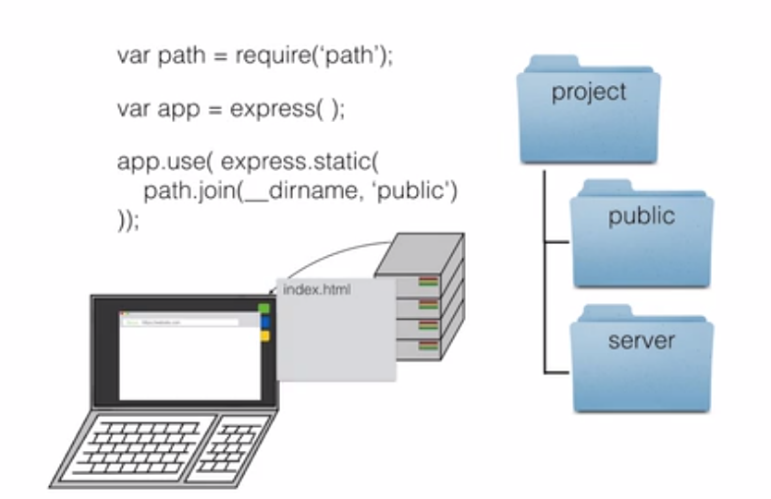 var path = require(‘path’);
var app = express( );
app.use( express.static(
path.join(__dirname, ‘public’)
));
project
public
server
index.html